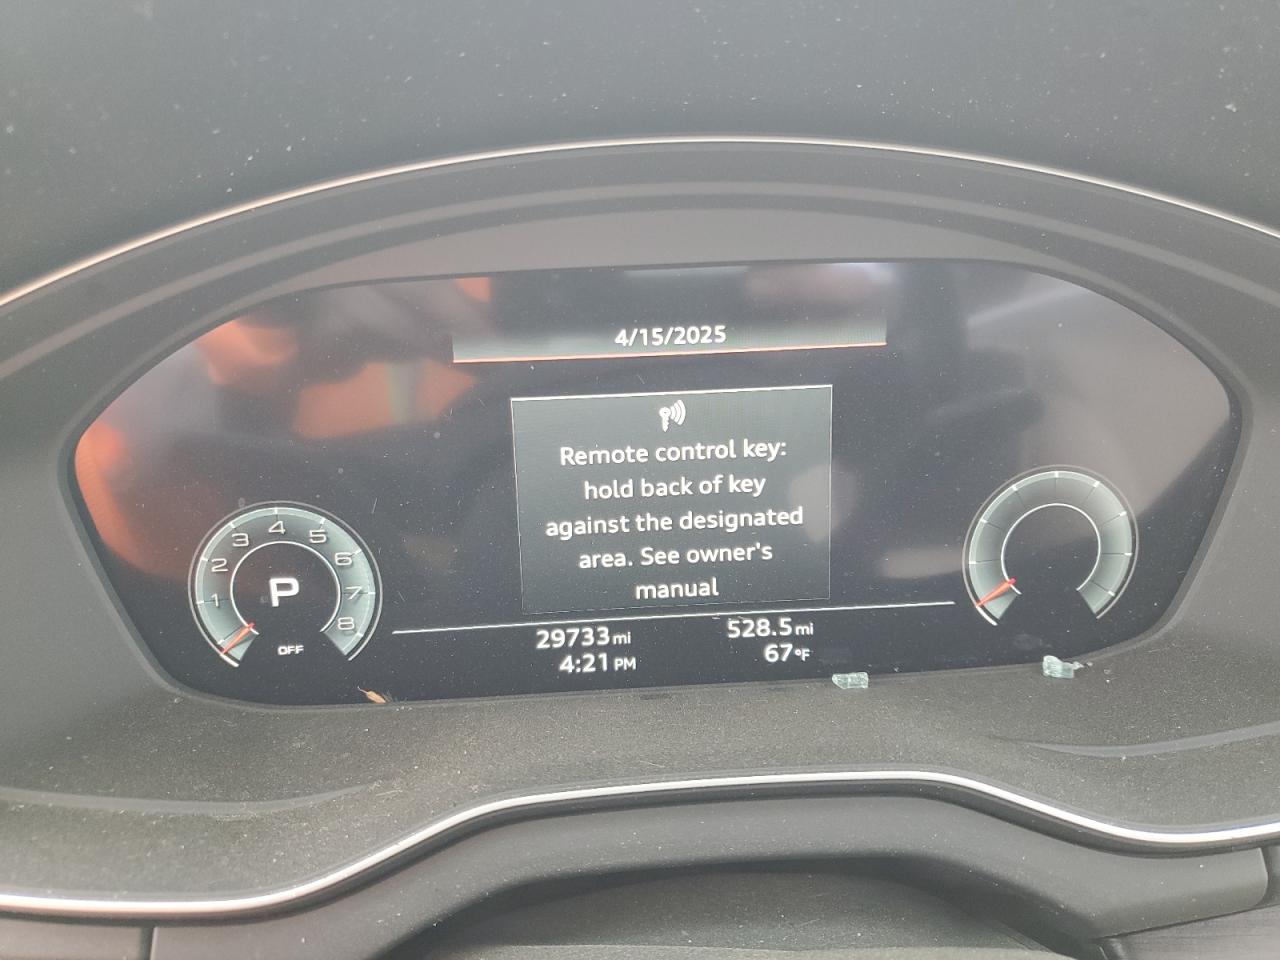 4/15/2025
Remote control key:
hold back of key
against the designated
area. See owner's
manual
1 2 3 4 5 6 7 8
P
OFF
29733 mi 528.5 mi
4:21 PM 67°F